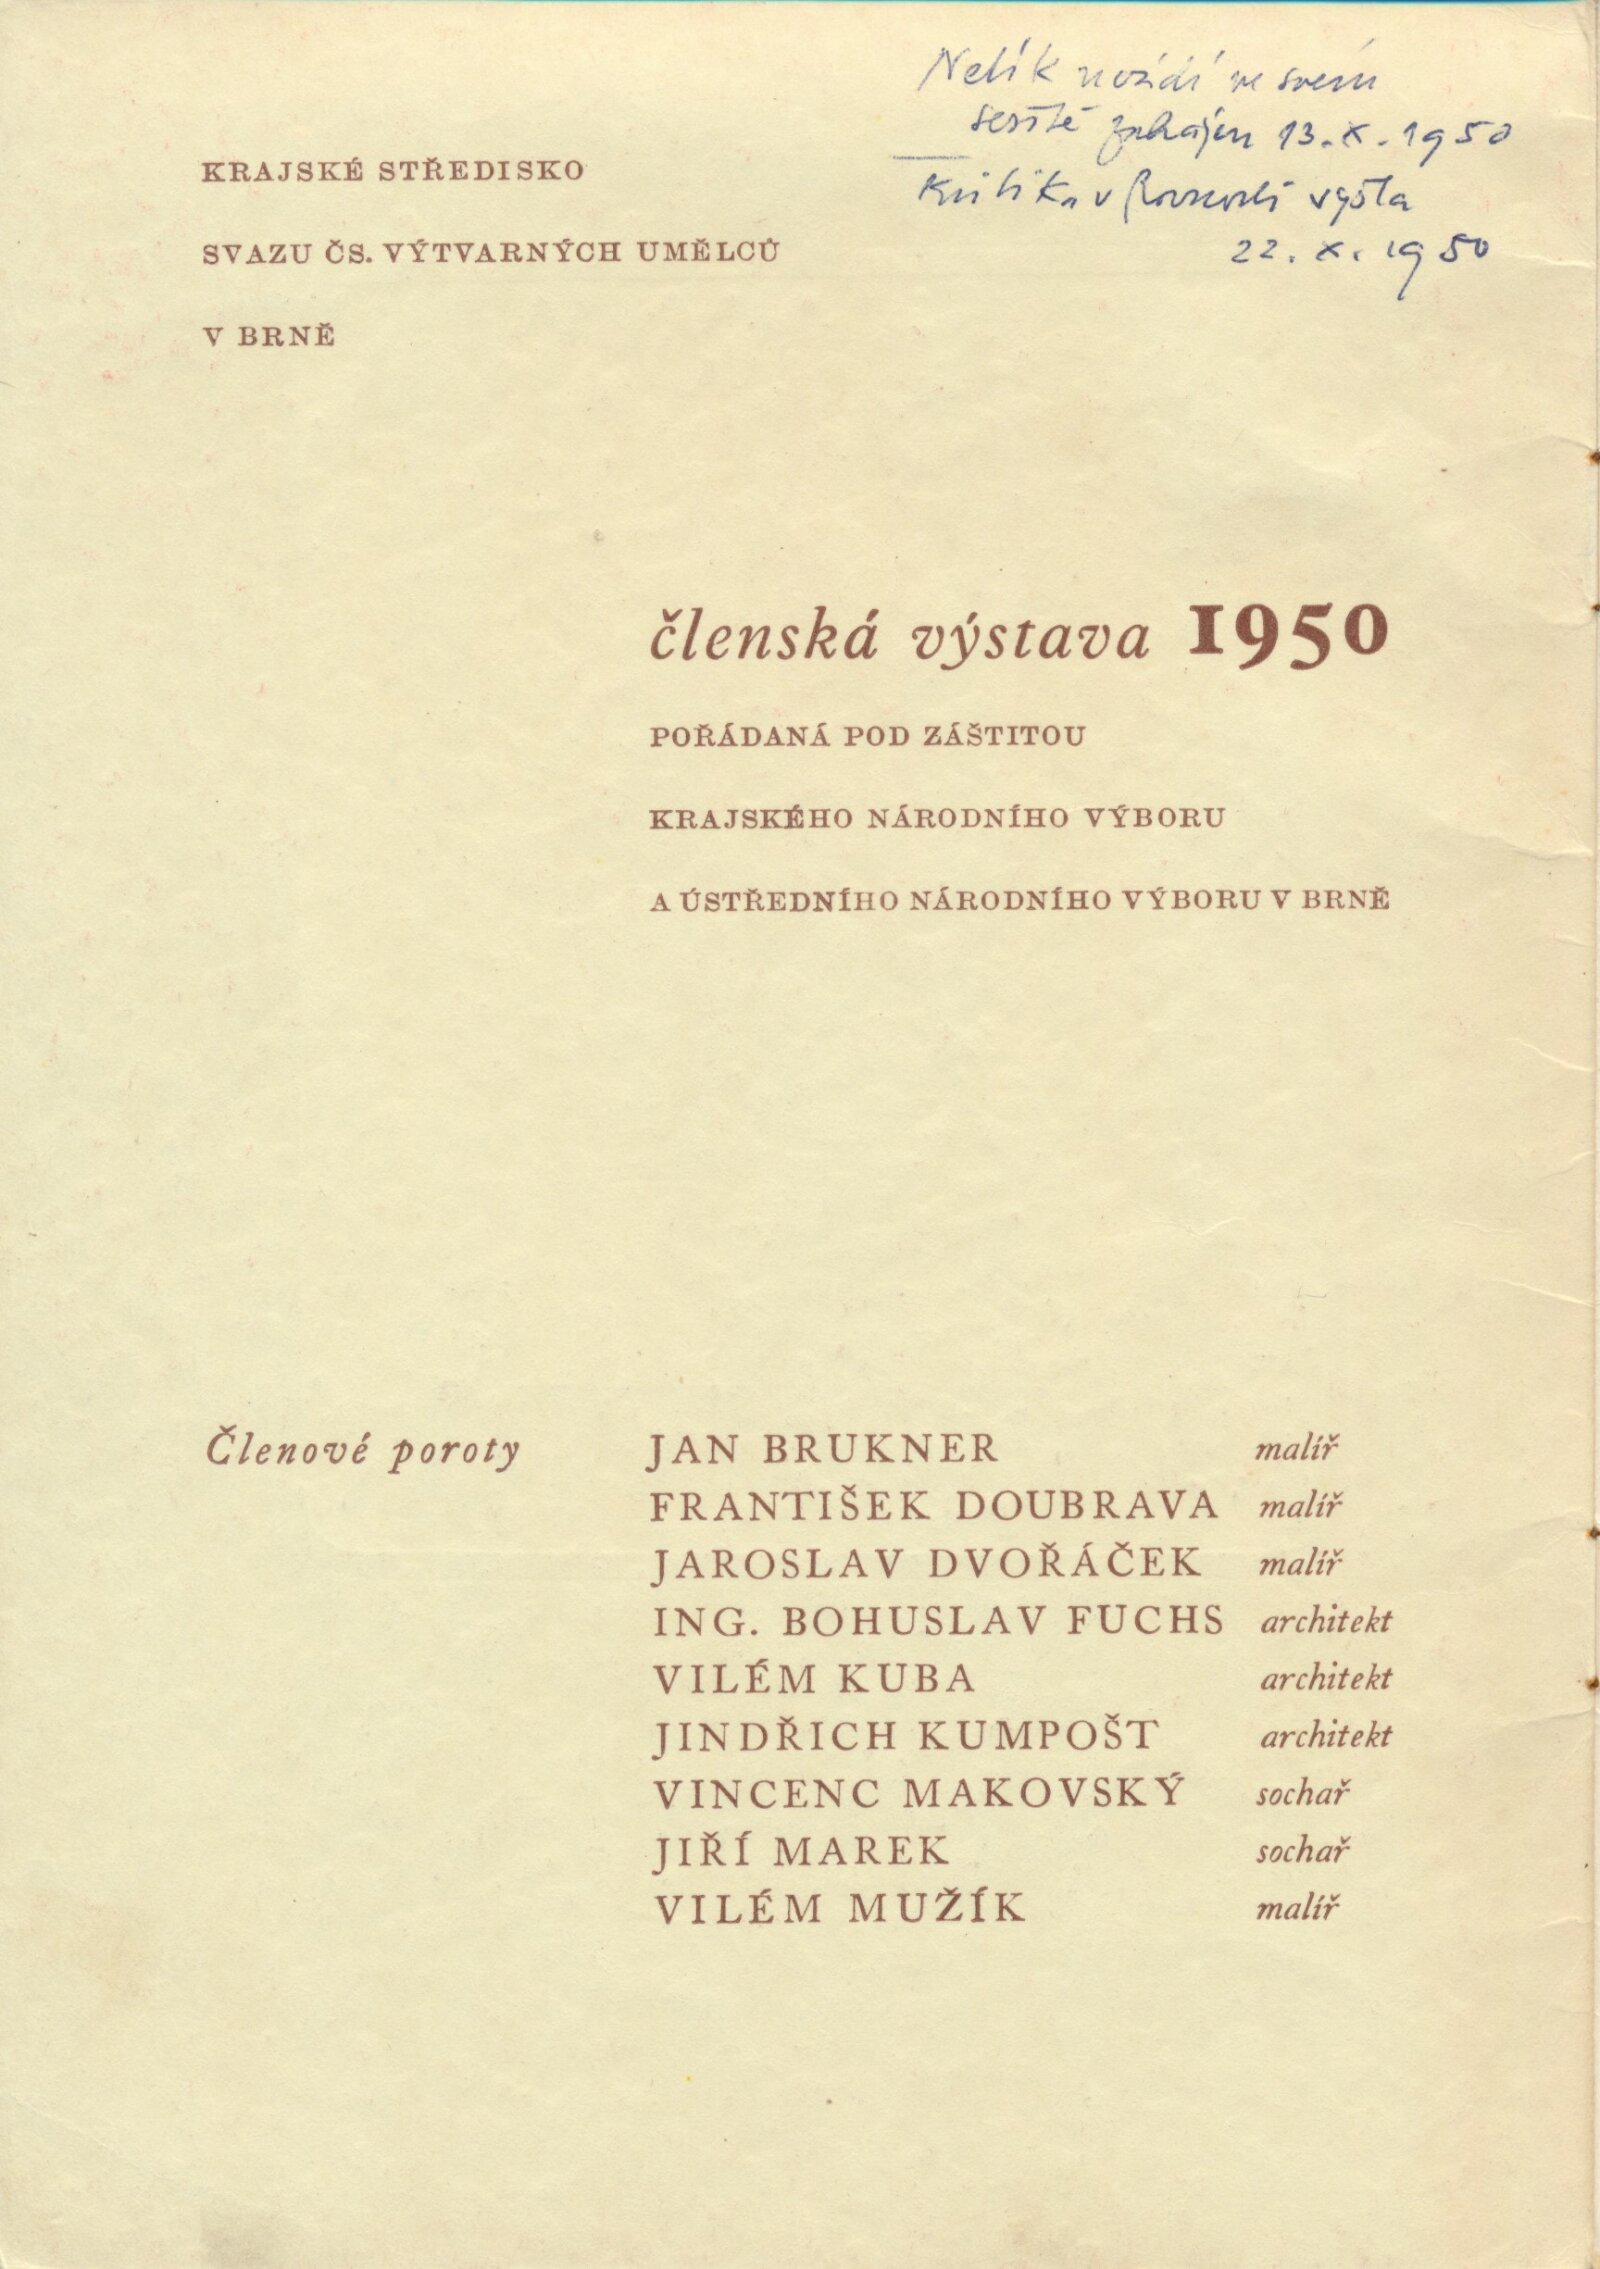 Nelík uvádí ve svém
sešitě zahájen 13. X. 1950
Kritika v Rovnosti vyšla
22. X. 1950
KRAJSKÉ STŘEDISKO
SVAZU ČS. VÝTVARNÝCH UMĚLCŮ
V BRNĚ
členská výstava 1950
POŘÁDANÁ POD ZÁŠTITOU
KRAJSKÉHO NÁRODNÍHO VÝBORU
A ÚSTŘEDNÍHO NÁRODNÍHO VÝBORU V BRNĚ
Členové poroty
JAN BRUKNER malíř
FRANTIŠEK DOUBRAVA malíř
JAROSLAV DVOŘÁČEK malíř
ING. BOHUSLAV FUCHS architekt
VILÉM KUBA architekt
JINDŘICH KUMPOŠT architekt
VINCENC MAKOVSKÝ sochař
JIŘÍ MAREK sochař
VILÉM MUŽÍK malíř